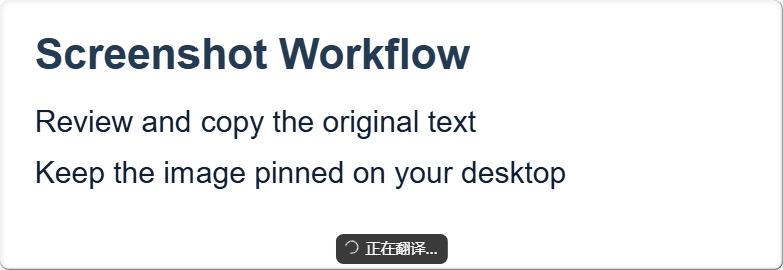 Screenshot Workflow
Review and copy the original text
Keep the image pinned on your desktop
正在翻译...